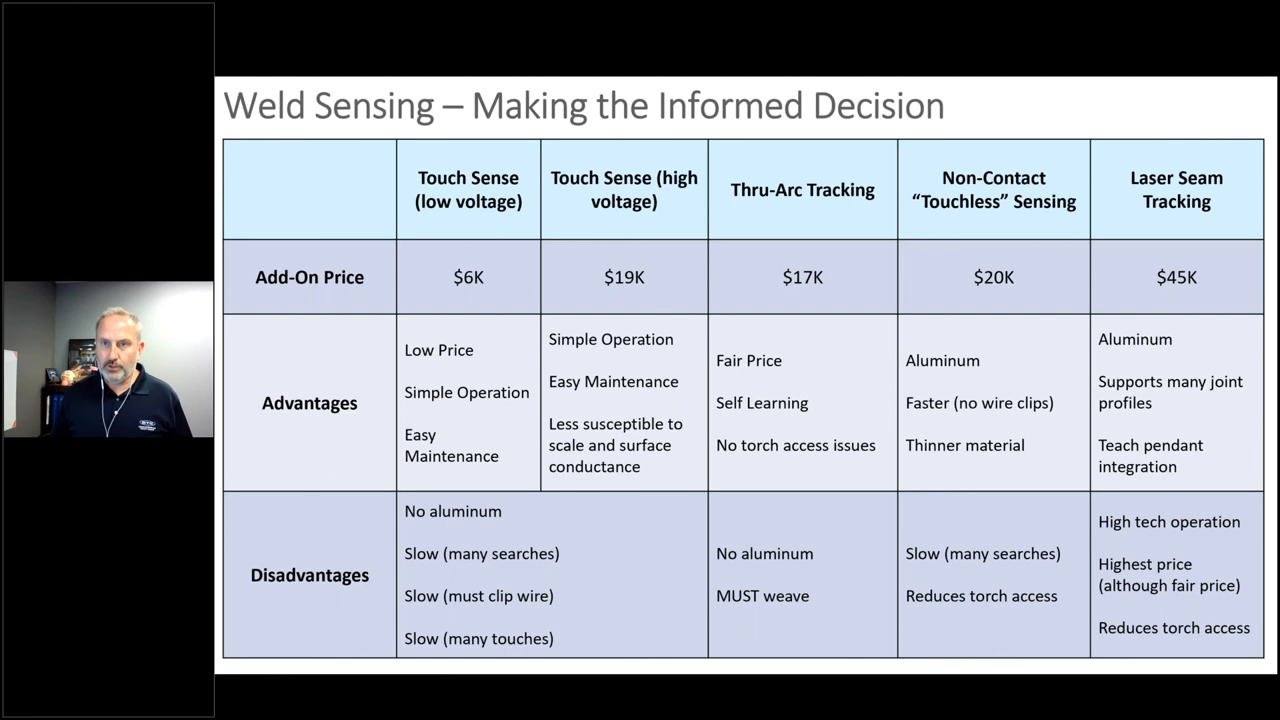 Weld Sensing – Making the Informed Decision
Touch Sense
(low voltage)
Touch Sense (high
voltage)
Thru-Arc Tracking
Non-Contact
“Touchless” Sensing
Laser Seam
Tracking
Add-On Price
$6K
$19K
$17K
$20K
$45K
Advantages
Low Price
Simple Operation
Easy
Maintenance
Simple Operation
Easy Maintenance
Less susceptible to
scale and surface
conductance
Fair Price
Self Learning
No torch access issues
Aluminum
Faster (no wire clips)
Thinner material
Aluminum
Supports many joint
profiles
Teach pendant
integration
Disadvantages
No aluminum
Slow (many searches)
Slow (must clip wire)
Slow (many touches)
No aluminum
MUST weave
Slow (many searches)
Reduces torch access
High tech operation
Highest price
(although fair price)
Reduces torch access